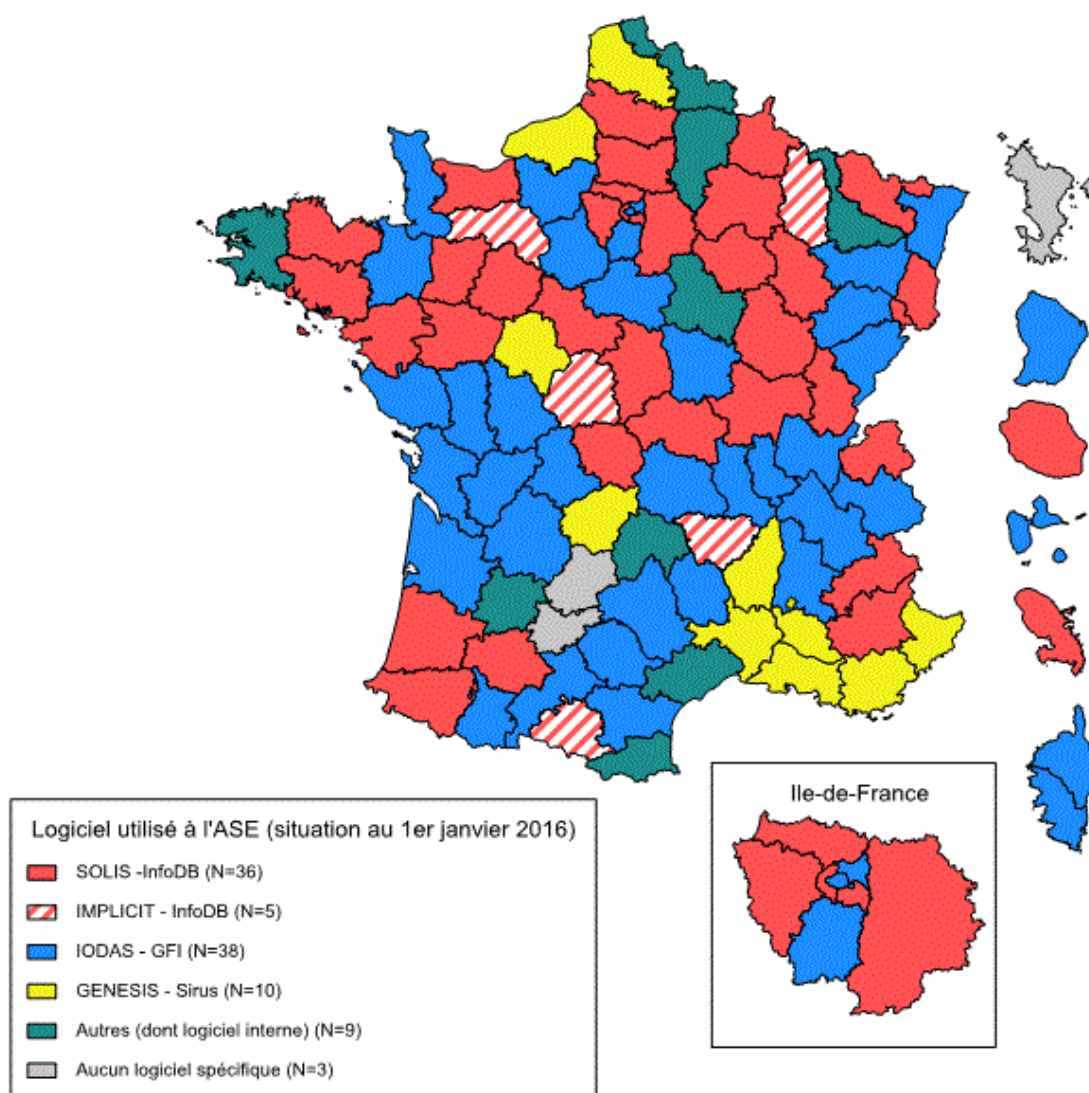 Ile-de-France
Logiciel utilisé à l'ASE (situation au 1er janvier 2016)
SOLIS -InfoDB (N=36)
IMPLICIT - InfoDB (N=5)
IODAS - GFI (N=38)
GENESIS - Sirus (N=10)
Autres (dont logiciel interne) (N=9)
Aucun logiciel spécifique (N=3)